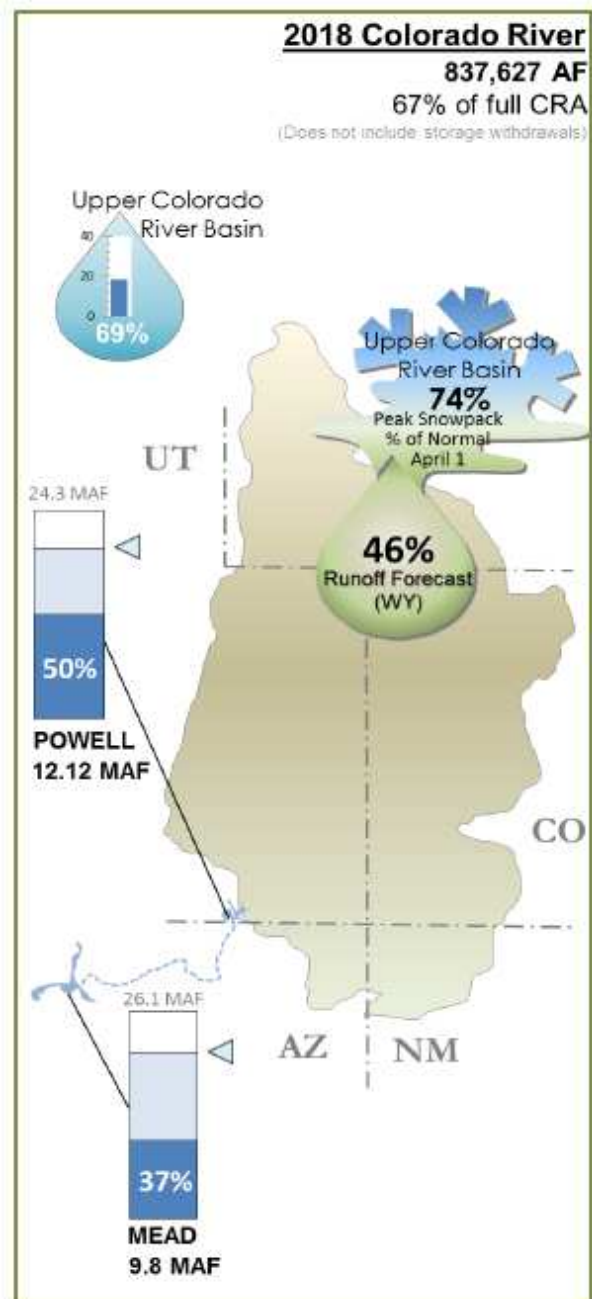 2018 Colorado River
837,627 AF
67% of full CRA
(Does not include storage withdrawals)
Upper Colorado
River Basin
40
20
0
69%
Upper Colorado
River Basin
74%
Peak Snowpack
% of Normal
April 1
UT
24.3 MAF
46%
Runoff Forecast
(WY)
50%
POWELL
12.12 MAF
CO
26.1 MAF
AZ
NM
37%
MEAD
9.8 MAF